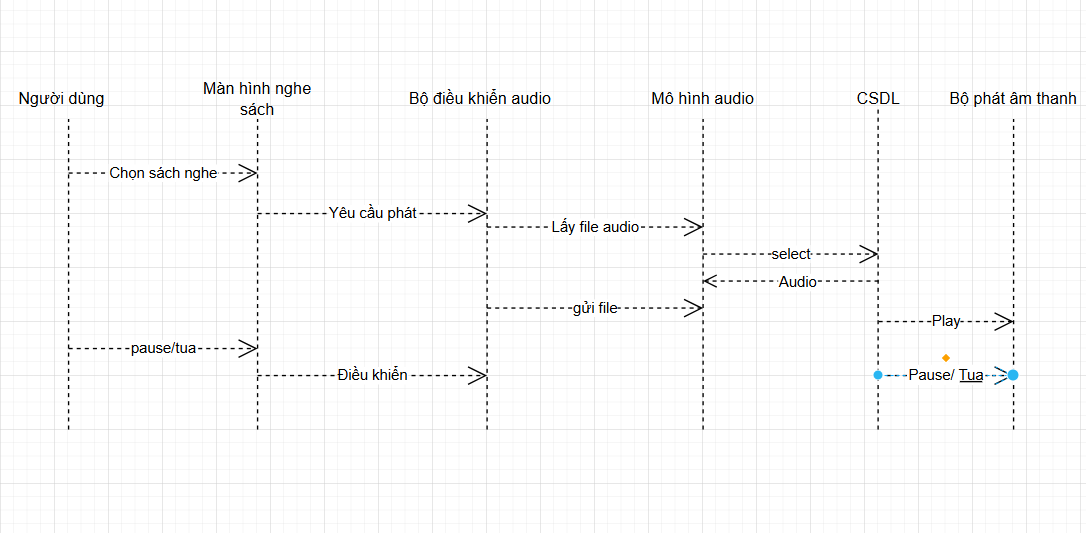 Người dùng
Màn hình nghe
sách
Bộ điều khiển audio
Mô hình audio
CSDL
Bộ phát âm thanh
Chọn sách nghe
Yêu cầu phát
Lấy file audio
select
Audio
gửi file
Play
pause/tua
Điều khiển
Pause/ Tua